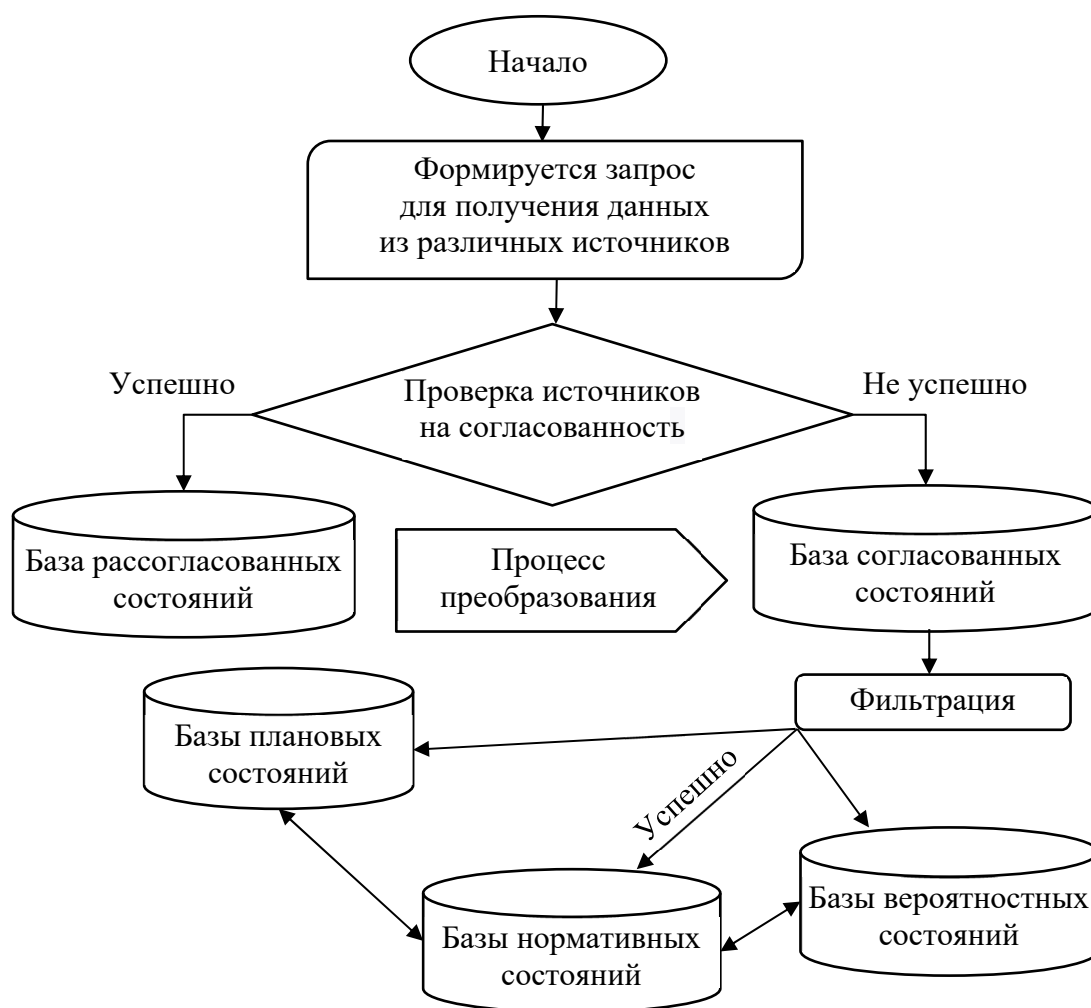 Начало
Формируется запрос
для получения данных
из различных источников
Успешно
Проверка источников
на согласованность
Не успешно
База рассогласованных
состояний
Процесс
преобразования
База согласованных
состояний
Фильтрация
Базы плановых
состояний
Успешно
Базы нормативных
состояний
Базы вероятностных
состояний